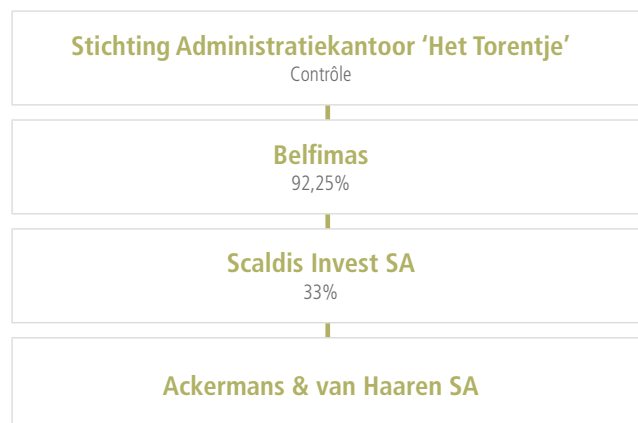 Stichting Administratiekantoor ‘Het Torentje’
Contrôle
Belfimas
92,25%
Scaldis Invest SA
33%
Ackermans & van Haaren SA